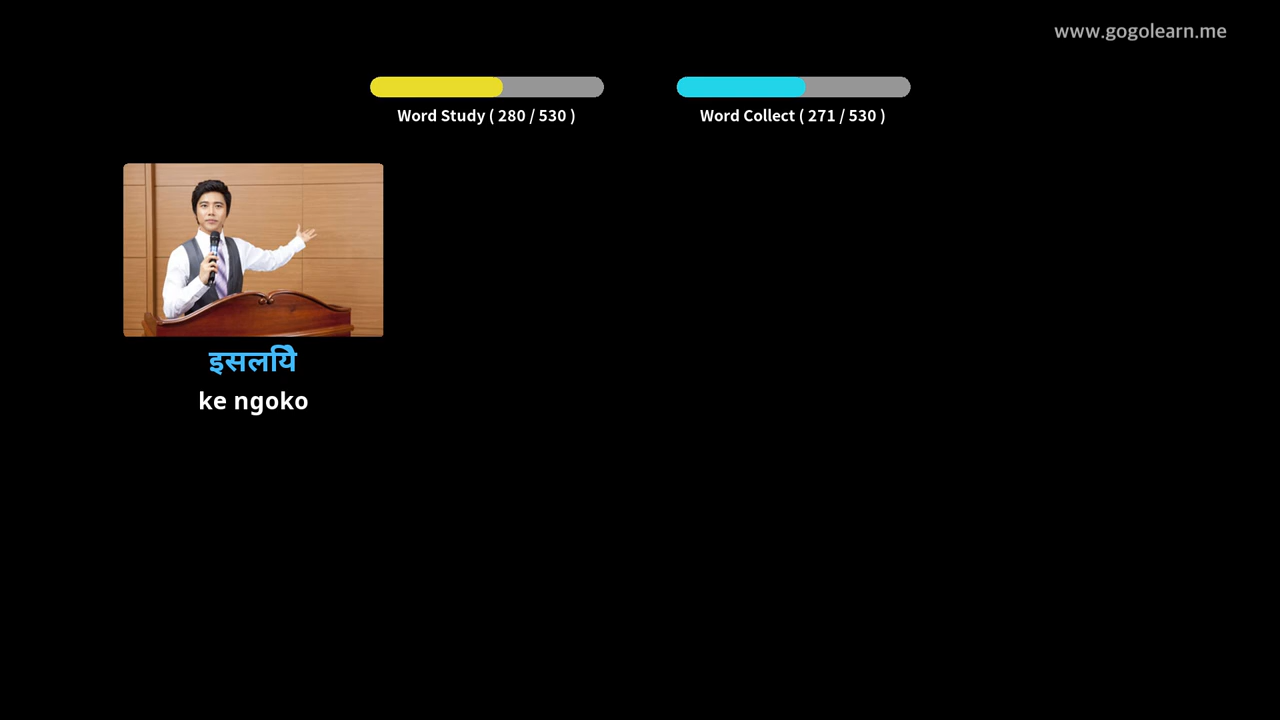 www.gogolearn.me
Word Study ( 280 / 530 )
Word Collect ( 271 / 530 )
इसलयिे
ke ngoko